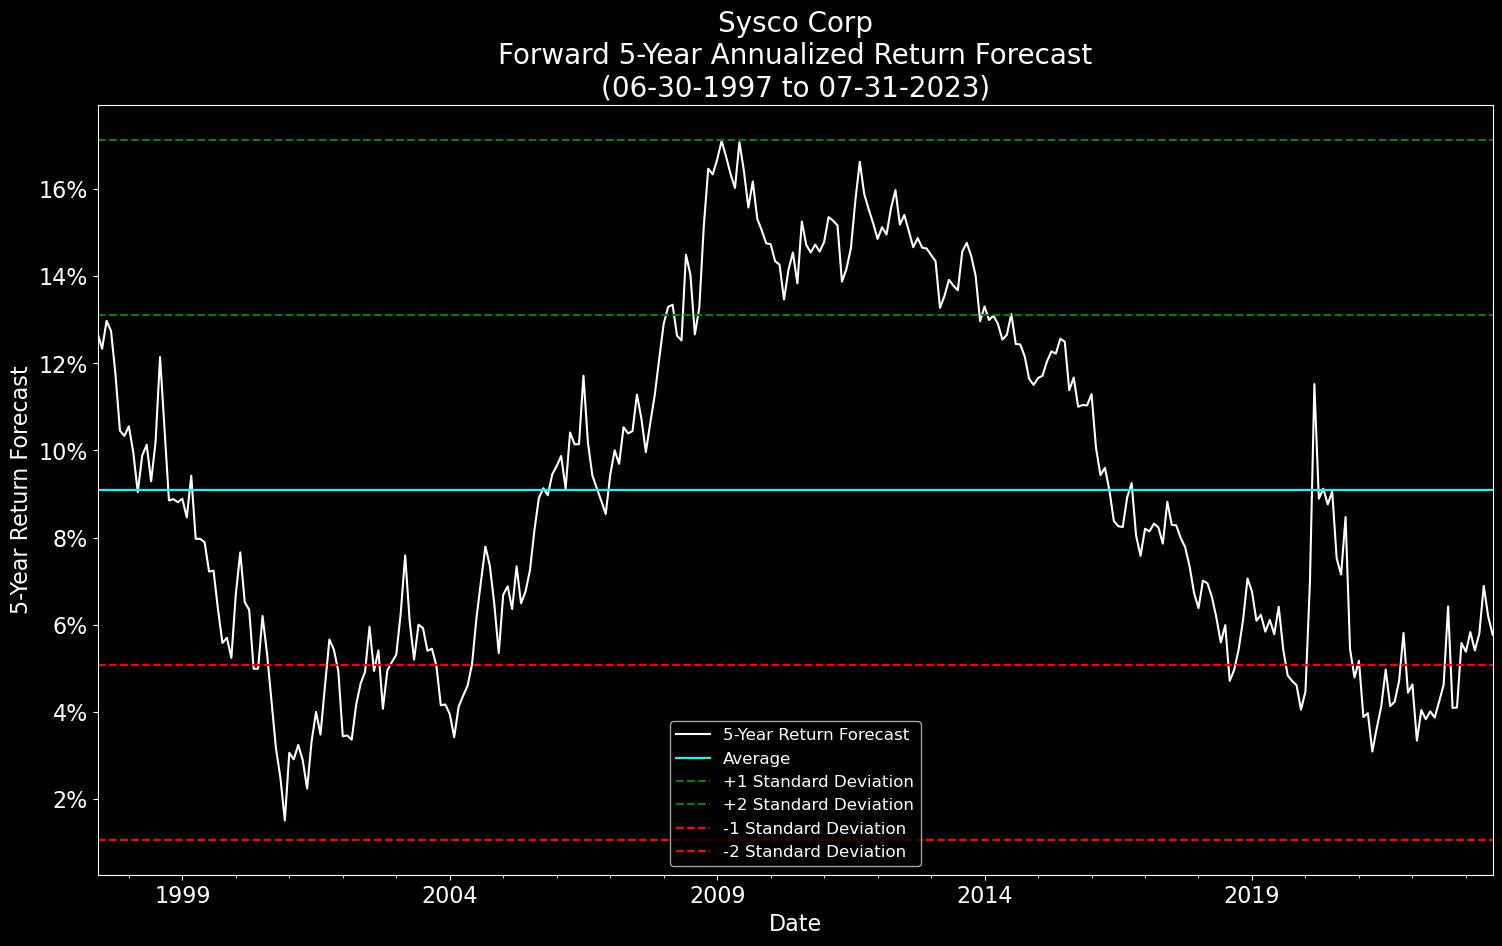 Sysco Corp
Forward 5-Year Annualized Return Forecast
(06-30-1997 to 07-31-2023)
16%
14%
12%
10%
8%
6%
4%
2%
5-Year Return Forecast
5-Year Return Forecast
Average
+1 Standard Deviation
+2 Standard Deviation
-1 Standard Deviation
-2 Standard Deviation
1999
2004
2009
2014
2019
Date